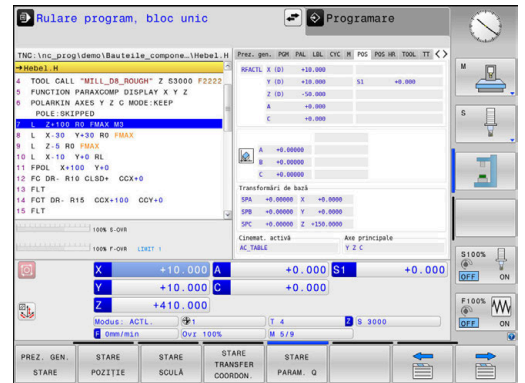 Rulare program, bloc unic
Programare
TNC:\nc_prog\demo\Bauteile_compone…\Hebel.H
→Hebel.H
4 TOOL CALL "MILL_D8_ROUGH" Z S3000 F2222
5 FUNCTION PARAXCOMP DISPLAY X Y Z
6 POLARKIN AXES Y Z C MODE:KEEP
POLE:SKIPPED
7 L Z+100 R0 FMAX M3
8 L X-30 Y+30 R0 FMAX
9 L Z-5 R0 FMAX
10 L X-10 Y+0 RL
11 FPOL X+100 Y+0
12 FC DR- R10 CLSD+ CCX+0
13 FLT
14 FCT DR- R15 CCX+100 CCY+0
15 FLT
100% S-OVR
100% F-OVR LIMIT 1
Prez. gen. PGM PAL LBL CYC M POS POS HR TOOL TT
RFACTL X (D) +10.000
Y (D) +10.000 S1 +0.000
Z (D) -50.000
A +0.000
C +0.000
A +0.00000
B +0.00000
C +0.00000
Transformări de bază
SPA +0.00000 X +0.0000
SPB +0.00000 Y +0.0000
SPC +0.00000 Z +150.0000
Cinemat. activă Axe principale
AC_TABLE Y Z C
X +10.000 A +0.000 S1 +0.000
Y +10.000 C +0.000
Z +410.000
Modus: ACTL. 1 T 4 Z S 3000
F 0mm/min Ovr 100% M 5/9
M
S
S100%
OFF ON
F100%
OFF ON
PREZ. GEN. STARE
STARE POZIȚIE
STARE SCULĂ
STARE TRANSFER COORDON.
STARE PARAM. Q